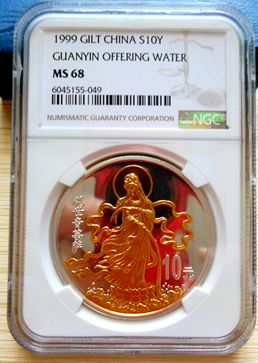 1999 GILT CHINA S10Y
GUANYIN OFFERING WATER
MS 68
6045155-049
NUMISMATIC GUARANTY CORPORATION
NGC
10元